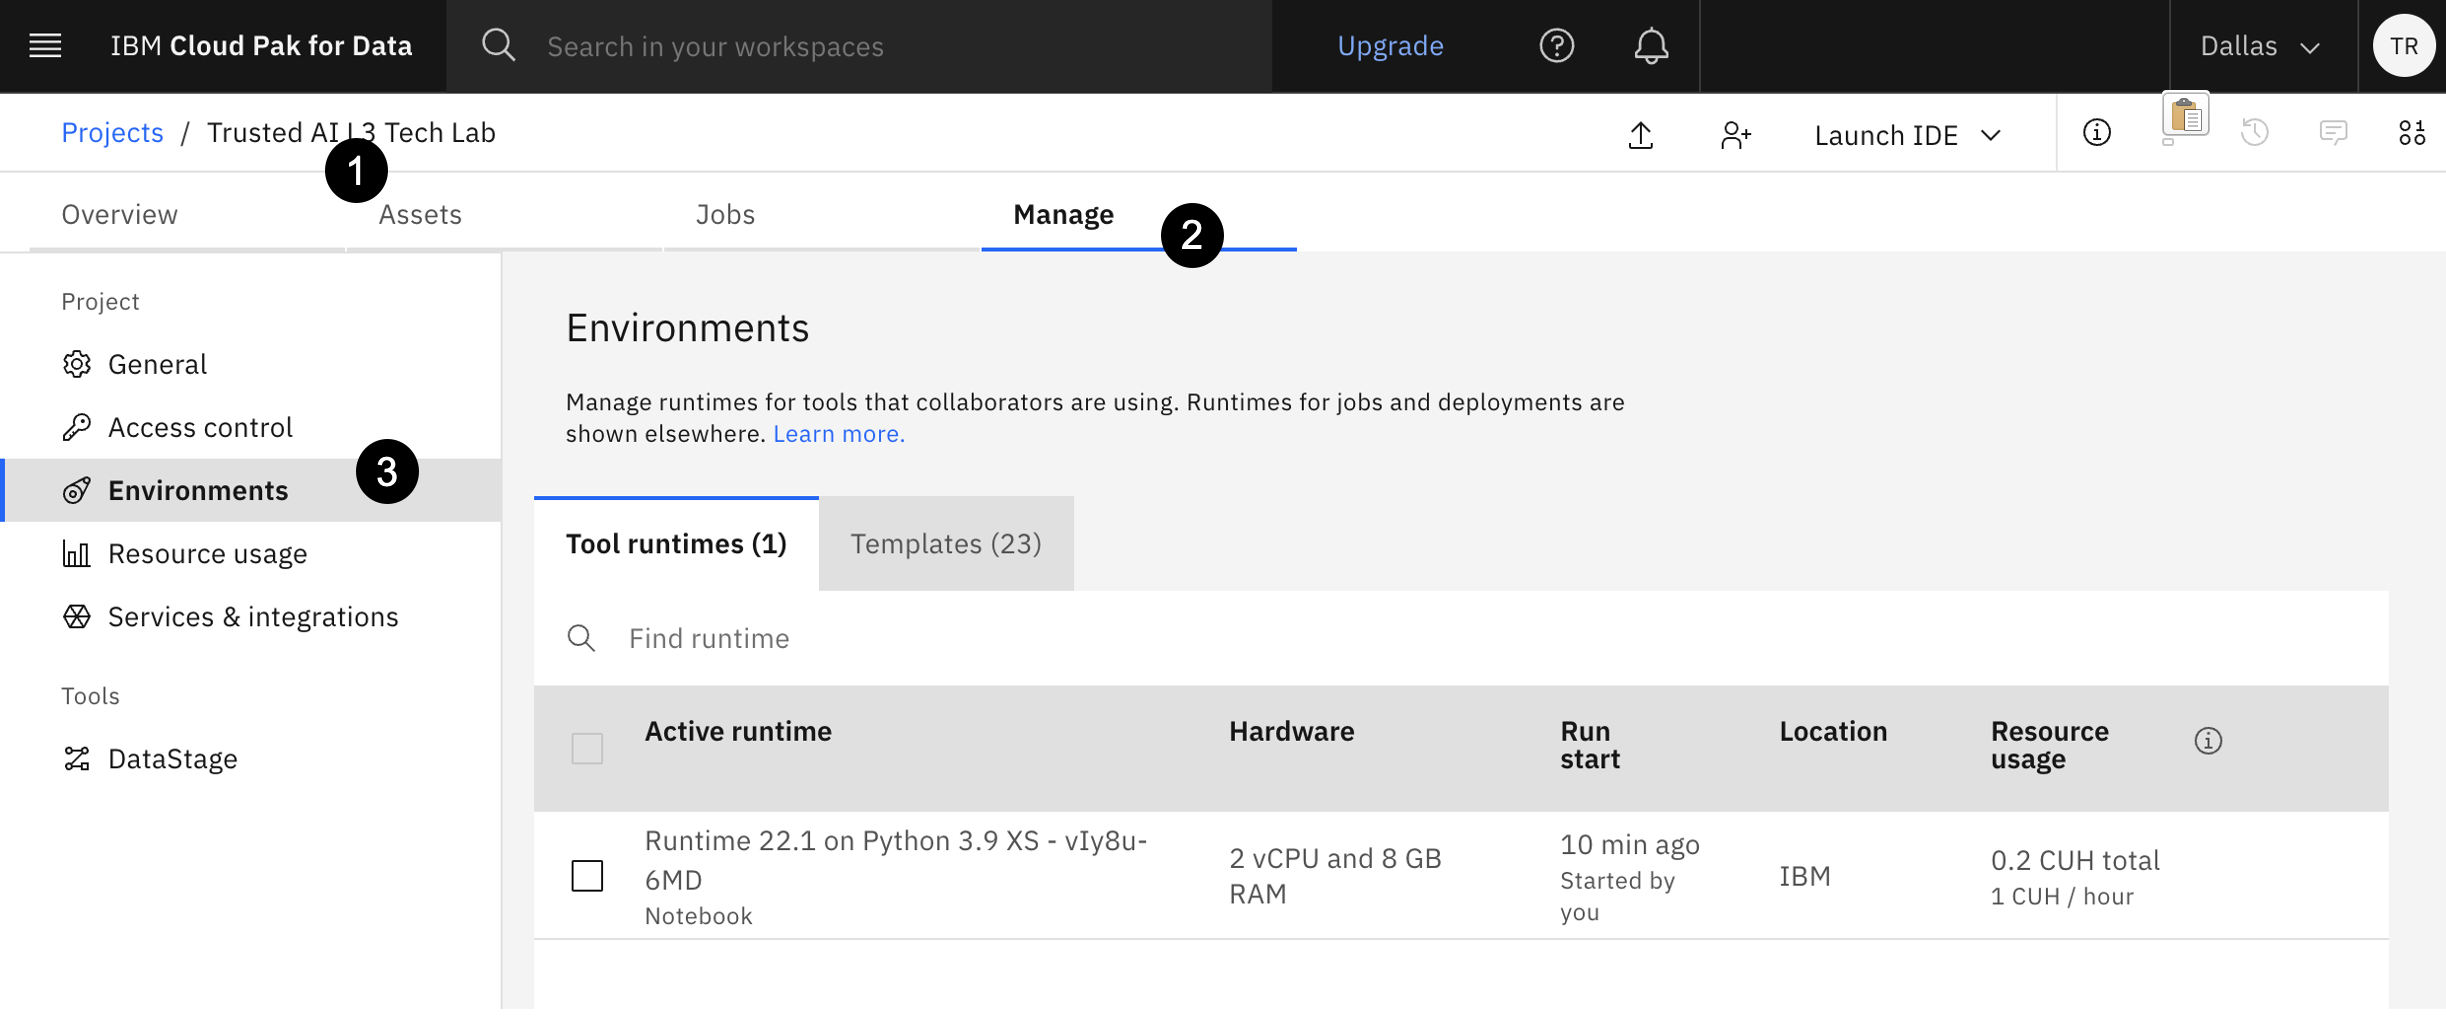 IBM Cloud Pak for Data
Search in your workspaces
Upgrade
Dallas
TR
Projects / Trusted AI L3 Tech Lab
Launch IDE
1
Overview
Assets
Jobs
Manage
2
Project
General
Access control
3
Environments
Resource usage
Services & integrations
Tools
DataStage
Environments
Manage runtimes for tools that collaborators are using. Runtimes for jobs and deployments are
shown elsewhere. Learn more.
Tool runtimes (1)
Templates (23)
Find runtime
Active runtime
Hardware
Run
start
Location
Resource
usage
Runtime 22.1 on Python 3.9 XS - vIy8u-
6MD
Notebook
2 vCPU and 8 GB
RAM
10 min ago
Started by
you
IBM
0.2 CUH total
1 CUH / hour